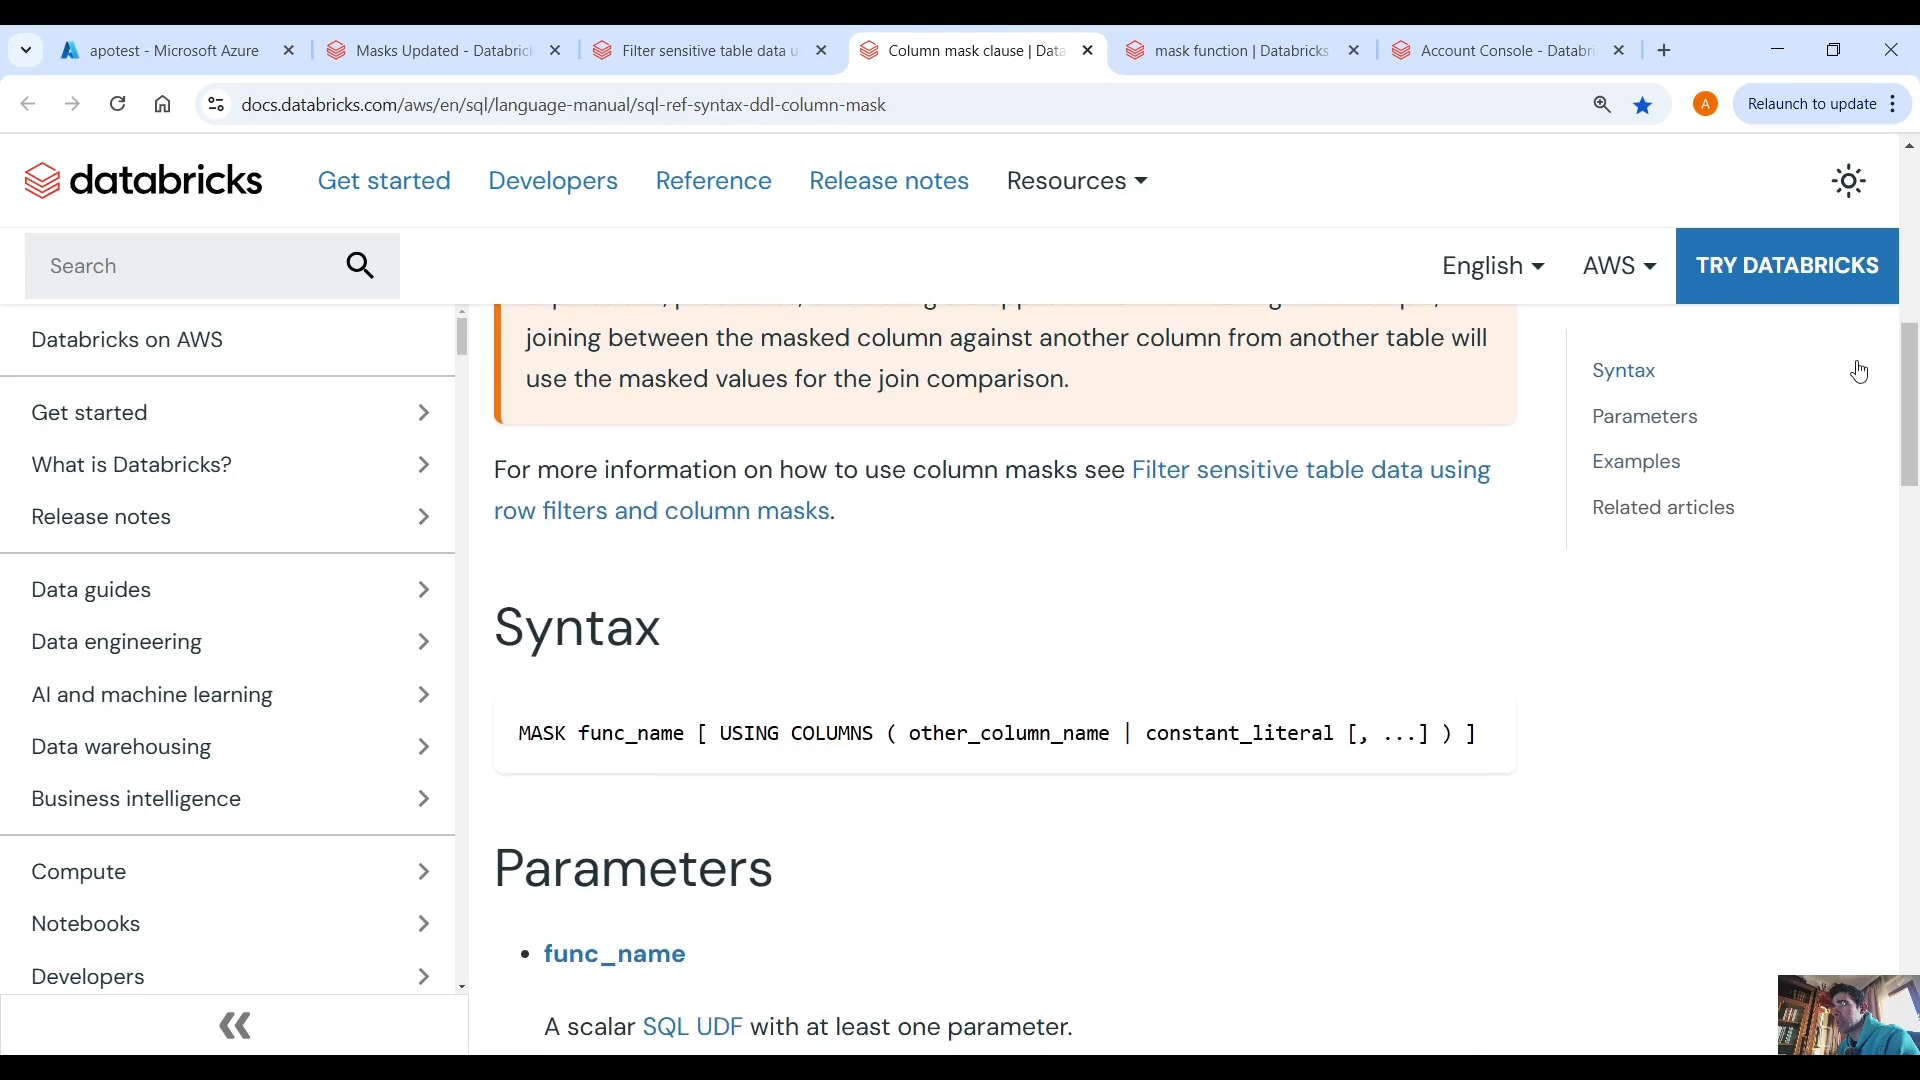 apotest - Microsoft Azure
Masks Updated - Databric
Filter sensitive table data u
Column mask clause | Data
mask function | Databricks
Account Console - Databri
docs.databricks.com/aws/en/sql/language-manual/sql-ref-syntax-ddl-column-mask
A
Relaunch to update
databricks
Get started
Developers
Reference
Release notes
Resources
Search
English
AWS
TRY DATABRICKS
Databricks on AWS
Get started
What is Databricks?
Release notes
Data guides
Data engineering
AI and machine learning
Data warehousing
Business intelligence
Compute
Notebooks
Developers
joining between the masked column against another column from another table will
use the masked values for the join comparison.
For more information on how to use column masks see Filter sensitive table data using
row filters and column masks.
Syntax
MASK func_name [ USING COLUMNS ( other_column_name | constant_literal [, ...] ) ]
Parameters
• func_name
A scalar SQL UDF with at least one parameter.
Syntax
Parameters
Examples
Related articles